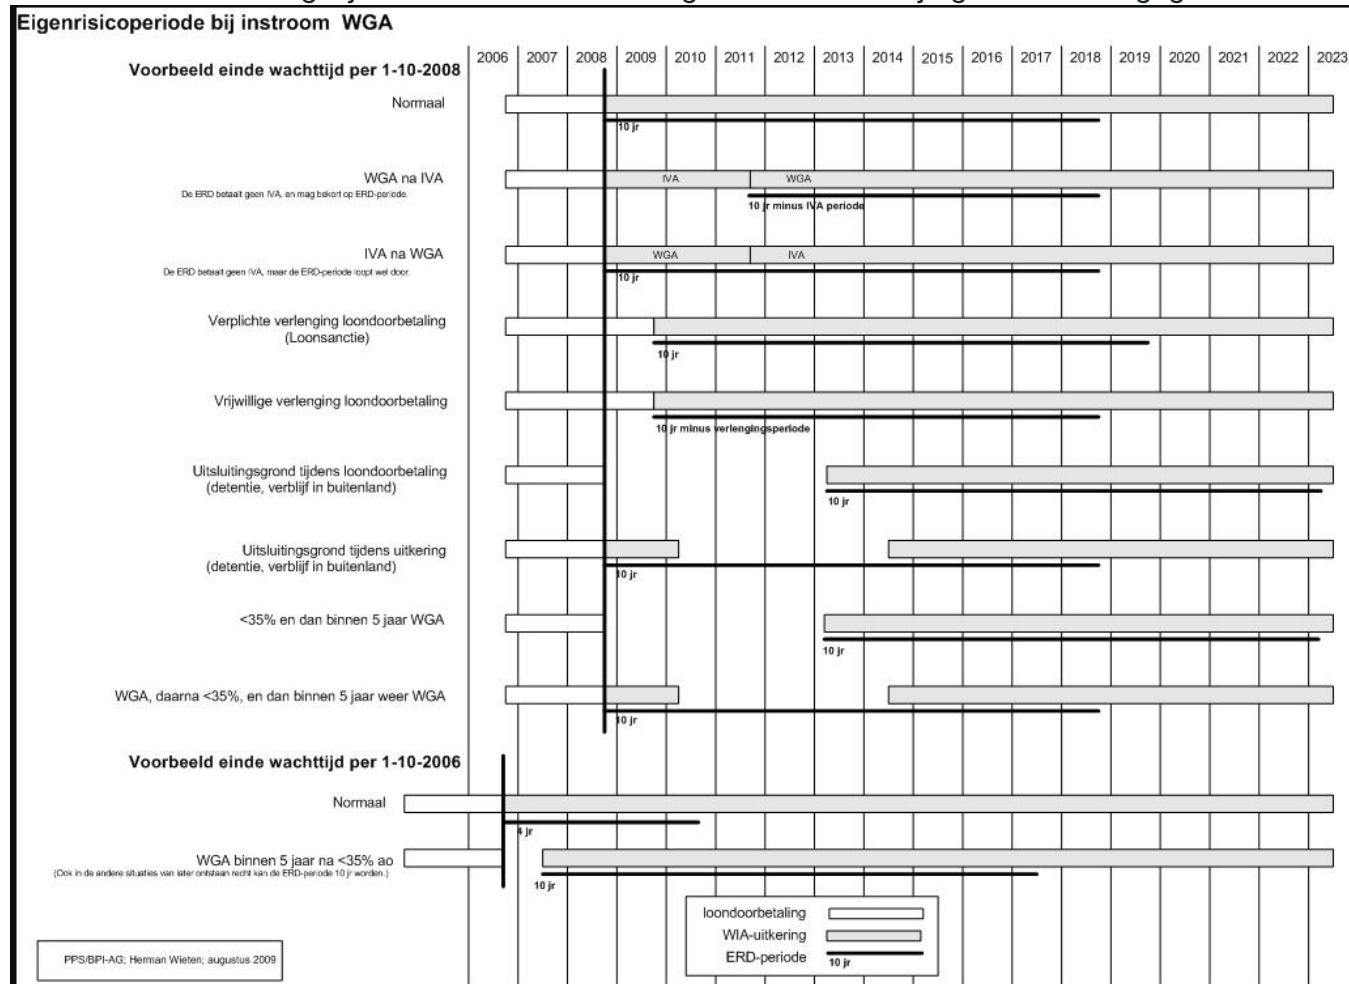 Eigenrisicoperiode bij instroom WGA
2006 2007 2008 2009 2010 2011 2012 2013 2014 2015 2016 2017 2018 2019 2020 2021 2022 2023
Voorbeeld einde wachttijd per 1-10-2008
Normaal
10 jr
WGA na IVA
IVA WGA
De ERD betaalt geen IVA, en mag bekort op ERD-periode.
10 jr minus IVA periode
IVA na WGA
WGA IVA
De ERD betaalt geen IVA, maar de ERD-periode loopt wel door.
10 jr
Verplichte verlenging loondoorbetaling
(Loonsanctie)
10 jr
Vrijwillige verlenging loondoorbetaling
10 jr minus verlengingsperiode
Uitsluitingsgrond tijdens loondoorbetaling
(detentie, verblijf in buitenland)
10 jr
Uitsluitingsgrond tijdens uitkering
(detentie, verblijf in buitenland)
10 jr
<35% en dan binnen 5 jaar WGA
10 jr
WGA, daarna <35%, en dan binnen 5 jaar weer WGA
10 jr
Voorbeeld einde wachttijd per 1-10-2006
Normaal
4 jr
WGA binnen 5 jaar na <35% ao
(Ook in de andere situaties van later ontstaan recht kan de ERD-periode 10 jr worden.)
10 jr
loondoorbetaling
WIA-uitkering
ERD-periode
10 jr
PPS/BPI-AG; Herman Wieten; augustus 2009